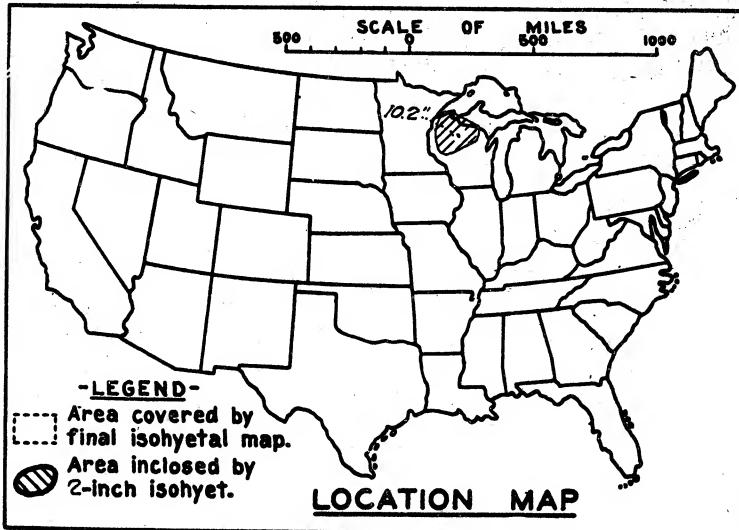 SCALE OF MILES
500 0 500 1000
10.2"
-LEGEND-
Area covered by
final isohyetal map.
Area inclosed by
2-inch isohyet.
LOCATION MAP